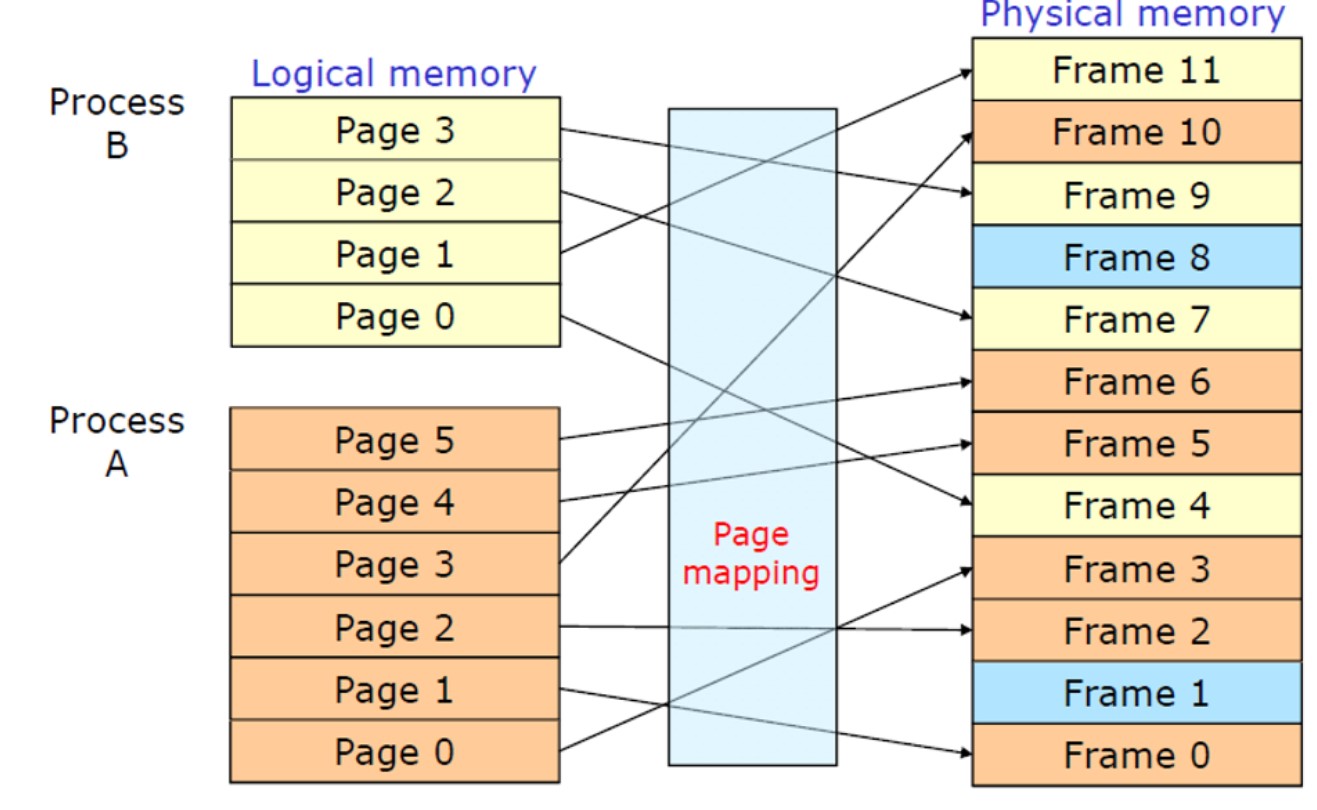 Physical memory
Logical memory
Process
B
Page 3
Page 2
Page 1
Page 0
Process
A
Page 5
Page 4
Page 3
Page 2
Page 1
Page 0
Page
mapping
Frame 11
Frame 10
Frame 9
Frame 8
Frame 7
Frame 6
Frame 5
Frame 4
Frame 3
Frame 2
Frame 1
Frame 0